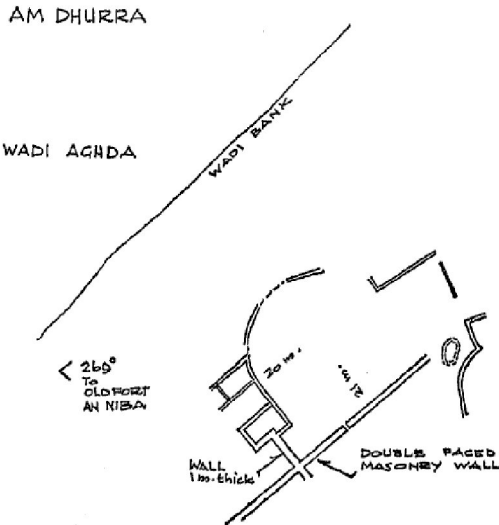 AM DHURRA
WADI AGHDA
WADI BANK
< 269°
TO
OLD FORT
AN NIBA
20 m.
21 m.
WALL
1m. thick
DOUBLE FACED
MASONRY WALL